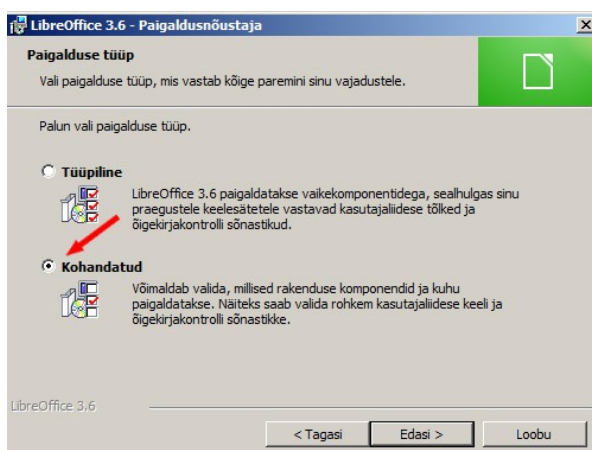 LibreOffice 3.6 - Paigaldusnõustaja
Paigalduse tüüp
Vali paigalduse tüüp, mis vastab kõige paremini sinu vajadustele.
Palun vali paigalduse tüüp.
Tüüpiline
LibreOffice 3.6 paigaldatakse vaikekomponentidega, sealhulgas sinu
praegustele keelesätetele vastavad kasutajaliidese tõlked ja
õigekirjakontrolli sõnastikud.
Kohandatud
Võimaldab valida, millised rakenduse komponendid ja kuhu
paigaldatakse. Näiteks saab valida rohkem kasutajaliidese keeli ja
õigekirjakontrolli sõnastikke.
LibreOffice 3.6
< Tagasi
Edasi >
Loobu